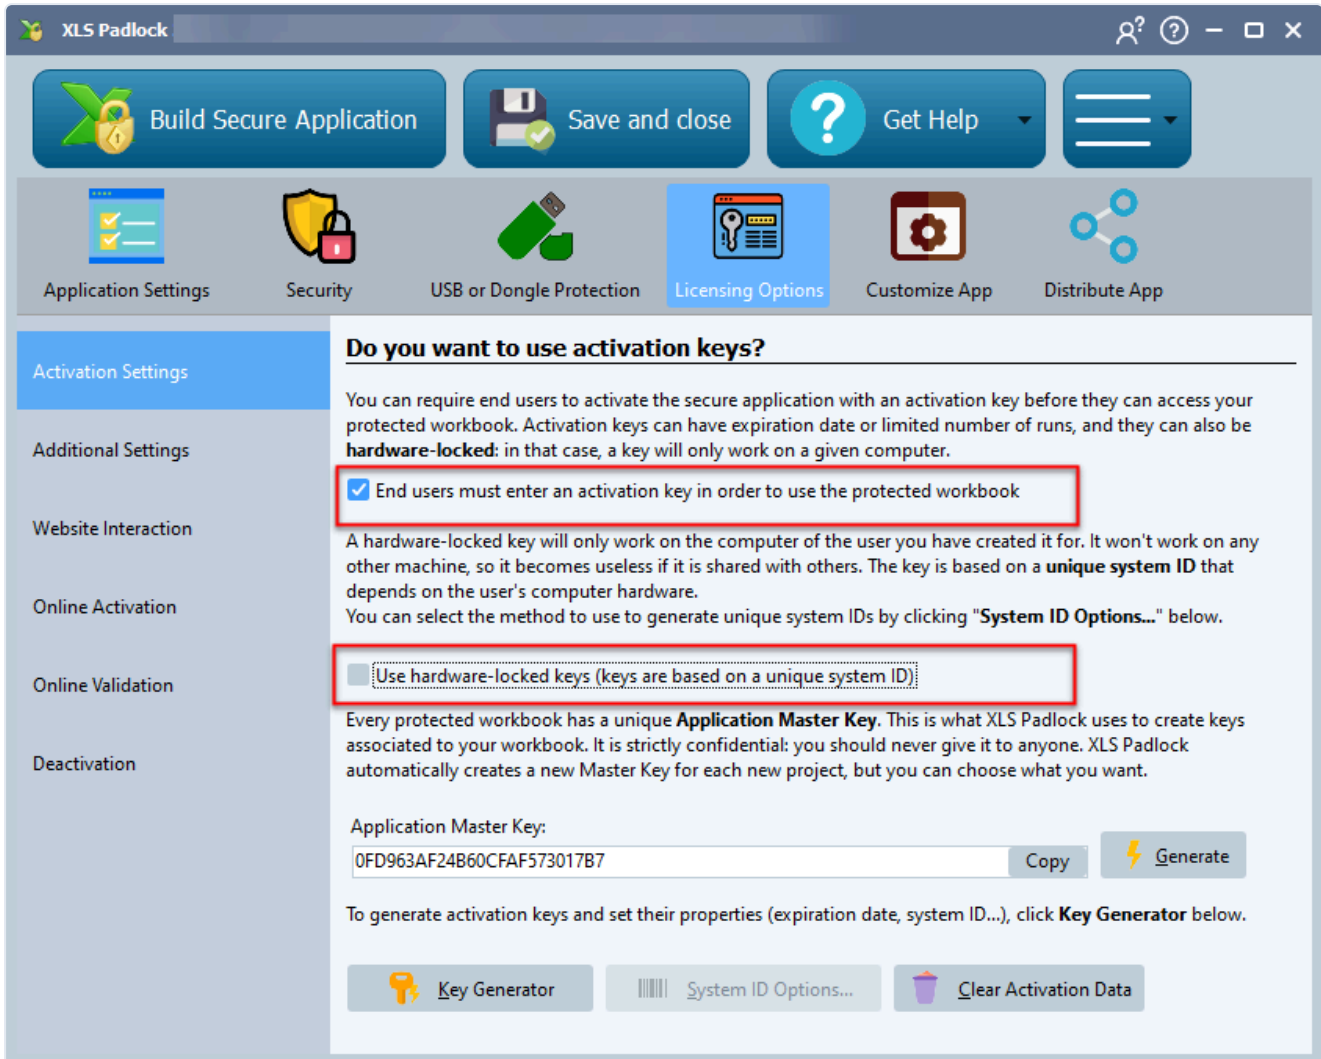 XLS Padlock
Build Secure Application
Save and close
Get Help
Application Settings
Security
USB or Dongle Protection
Licensing Options
Customize App
Distribute App
Activation Settings
Additional Settings
Website Interaction
Online Activation
Online Validation
Deactivation
Do you want to use activation keys?
You can require end users to activate the secure application with an activation key before they can access your
protected workbook. Activation keys can have expiration date or limited number of runs, and they can also be
hardware-locked: in that case, a key will only work on a given computer.
End users must enter an activation key in order to use the protected workbook
A hardware-locked key will only work on the computer of the user you have created it for. It won't work on any
other machine, so it becomes useless if it is shared with others. The key is based on a unique system ID that
depends on the user's computer hardware.
You can select the method to use to generate unique system IDs by clicking "System ID Options..." below.
Use hardware-locked keys (keys are based on a unique system ID)
Every protected workbook has a unique Application Master Key. This is what XLS Padlock uses to create keys
associated to your workbook. It is strictly confidential: you should never give it to anyone. XLS Padlock
automatically creates a new Master Key for each new project, but you can choose what you want.
Application Master Key:
0FD963AF24B60CFAF573017B7
Copy
Generate
To generate activation keys and set their properties (expiration date, system ID...), click Key Generator below.
Key Generator
System ID Options...
Clear Activation Data